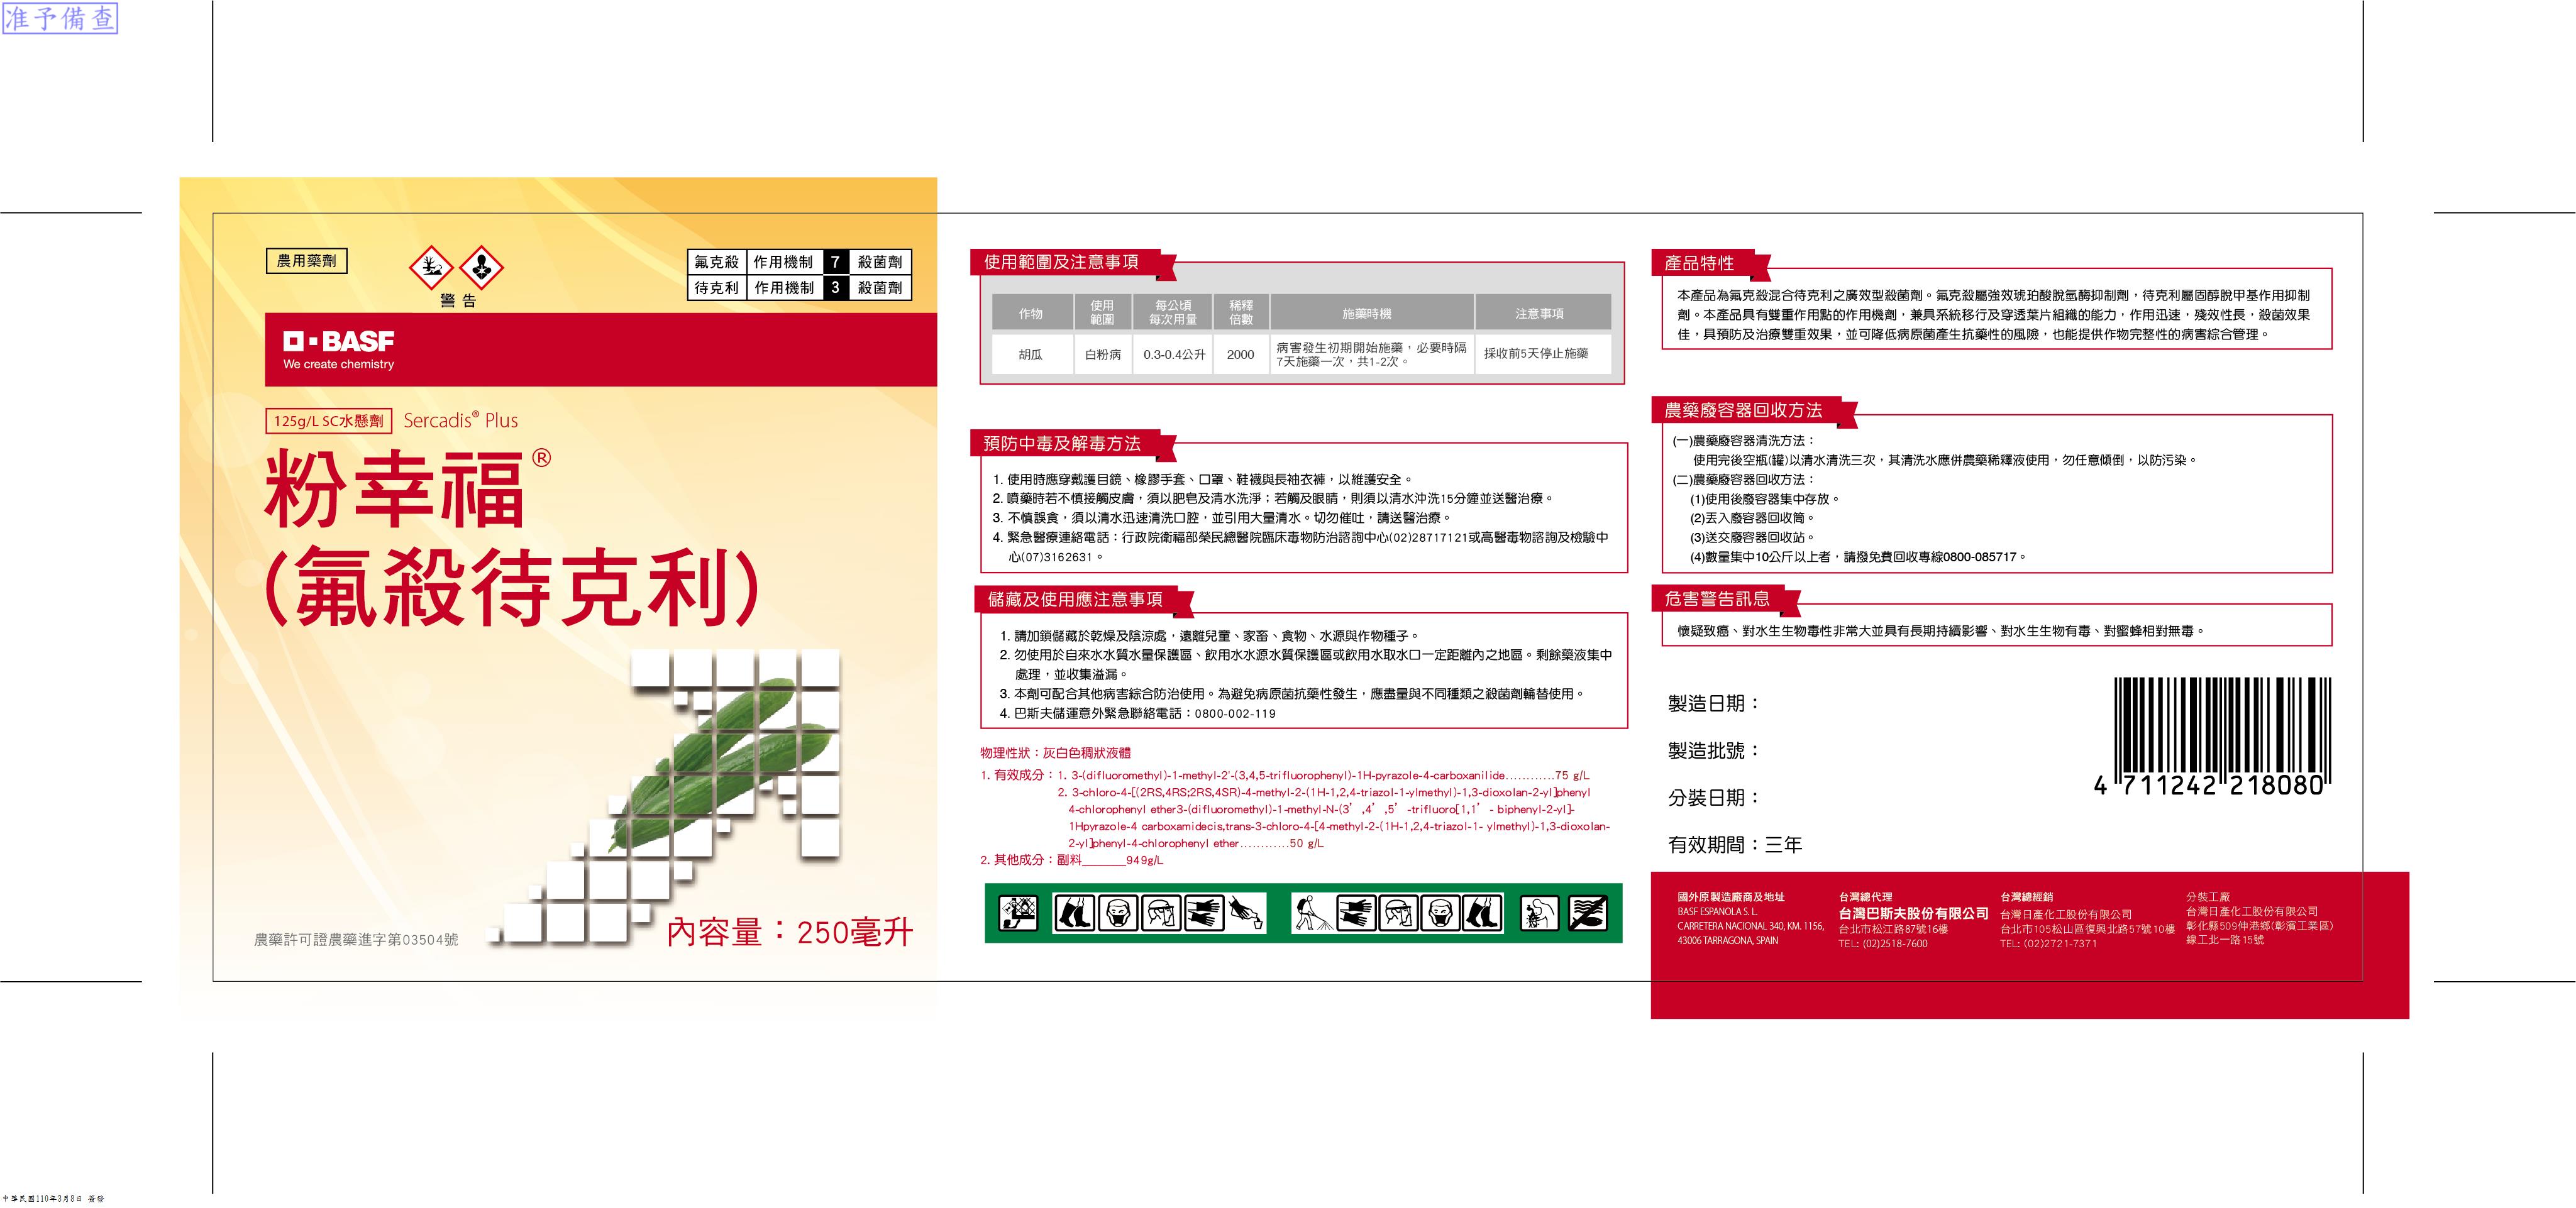 准予備查
農用藥劑
警告
氟克殺 作用機制 7 殺菌劑
待克利 作用機制 3 殺菌劑
BASF
We create chemistry
125g/L SC水懸劑 Sercadis® Plus
粉幸福®
(氟殺待克利)
內容量：250毫升
農藥許可證農藥進字第03504號
使用範圍及注意事項
作物 使用範圍 每公頃每次用量 稀釋倍數 施藥時機 注意事項
胡瓜 白粉病 0.3-0.4公升 2000 病害發生初期開始施藥，必要時隔7天施藥一次，共1-2次。 採收前5天停止施藥
預防中毒及解毒方法
1. 使用時應穿戴護目鏡、橡膠手套、口罩、鞋襪與長袖衣褲，以維護安全。
2. 噴藥時若不慎接觸皮膚，須以肥皂及清水洗淨；若觸及眼睛，則須以清水沖洗15分鐘並送醫治療。
3. 不慎誤食，須以清水迅速清洗口腔，並引用大量清水。切勿催吐，請送醫治療。
4. 緊急醫療連絡電話：行政院衛福部榮民總醫院臨床毒物防治諮詢中心(02)28717121或高醫毒物諮詢及檢驗中
心(07)3162631。
儲藏及使用應注意事項
1. 請加鎖儲藏於乾燥及陰涼處，遠離兒童、家畜、食物、水源與作物種子。
2. 勿使用於自來水水質水量保護區、飲用水水源水質保護區或飲用水取水口一定距離內之地區。剩餘藥液集中
處理，並收集溢漏。
3. 本劑可配合其他病害綜合防治使用。為避免病原菌抗藥性發生，應盡量與不同種類之殺菌劑輪替使用。
4. 巴斯夫儲運意外緊急聯絡電話：0800-002-119
物理性狀：灰白色稠狀液體
1. 有效成分：1. 3-(difluoromethyl)-1-methyl-2'-(3,4,5-trifluorophenyl)-1H-pyrazole-4-carboxanilide............75 g/L
2. 3-chloro-4-[(2RS,4RS;2RS,4SR)-4-methyl-2-(1H-1,2,4-triazol-1-ylmethyl)-1,3-dioxolan-2-yl]phenyl
4-chlorophenyl ether3-(difluoromethyl)-1-methyl-N-(3’,4’,5’-trifluoro[1,1’- biphenyl-2-yl]-
1Hpyrazole-4 carboxamidecis,trans-3-chloro-4-[4-methyl-2-(1H-1,2,4-triazol-1- ylmethyl)-1,3-dioxolan-
2-yl]phenyl-4-chlorophenyl ether............50 g/L
2. 其他成分：副料______949g/L
產品特性
本產品為氟克殺混合待克利之廣效型殺菌劑。氟克殺屬強效琥珀酸脫氫酶抑制劑，待克利屬固醇脫甲基作用抑制
劑。本產品具有雙重作用點的作用機劑，兼具系統移行及穿透葉片組織的能力，作用迅速，殘效性長，殺菌效果
佳，具預防及治療雙重效果，並可降低病原菌產生抗藥性的風險，也能提供作物完整性的病害綜合管理。
農藥廢容器回收方法
(一)農藥廢容器清洗方法：
使用完後空瓶(罐)以清水清洗三次，其清洗水應併農藥稀釋液使用，勿任意傾倒，以防污染。
(二)農藥廢容器回收方法：
(1)使用後廢容器集中存放。
(2)丟入廢容器回收筒。
(3)送交廢容器回收站。
(4)數量集中10公斤以上者，請撥免費回收專線0800-085717。
危害警告訊息
懷疑致癌、對水生生物毒性非常大並具有長期持續影響、對水生生物有毒、對蜜蜂相對無毒。
製造日期：
製造批號：
分裝日期：
有效期間：三年
4 711242 218080
國外原製造廠商及地址
BASF ESPANOLA S. L.
CARRETERA NACIONAL 340, KM. 1156,
43006 TARRAGONA, SPAIN
台灣總代理
台灣巴斯夫股份有限公司
台北市松江路87號16樓
TEL: (02)2518-7600
台灣總經銷
台灣日產化工股份有限公司
台北市105松山區復興北路57號10樓
TEL: (02)2721-7371
分裝工廠
台灣日產化工股份有限公司
彰化縣509伸港鄉(彰濱工業區)
線工北一路15號
中華民國110年3月8日 簽發